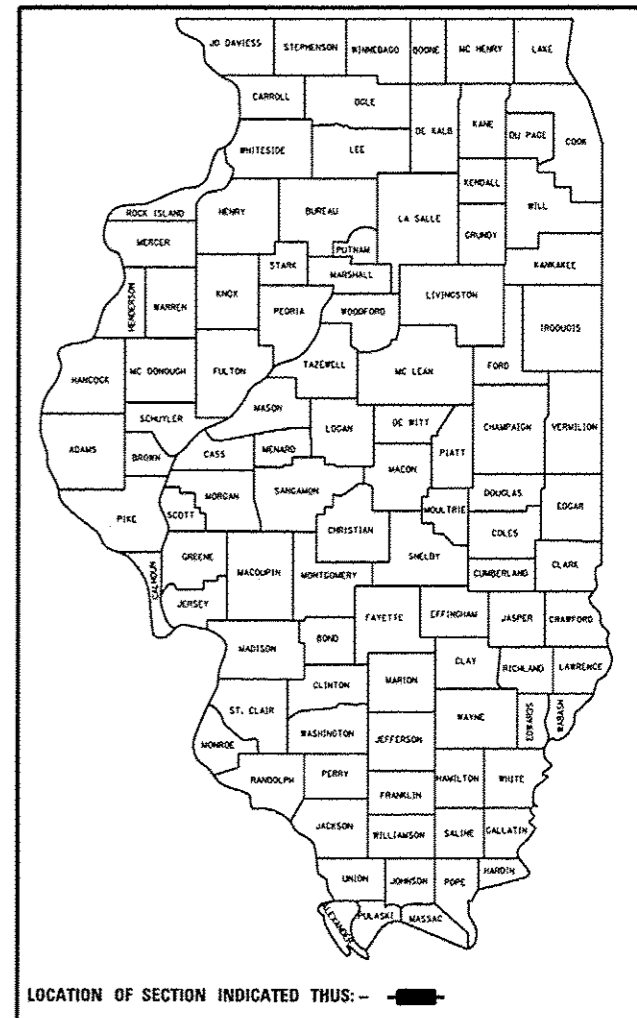 JO DAVIESS STEPHENSON WINNEBAGO BOONE MC HENRY LAKE
CARROLL OGLE DE KALB KANE DU PAGE COOK
WHITESIDE LEE
KENDALL WILL
ROCK ISLAND HENRY BUREAU LA SALLE GRUNDY
MERCER PUTNAM KANKAKEE
STARK MARSHALL
HENDERSON WARREN KNOX PEORIA WOODFORD LIVINGSTON IROQUOIS
HANCOCK MC DONOUGH FULTON TAZEWELL MC LEAN FORD
SCHUYLER MASON LOGAN DE WITT CHAMPAIGN VERMILION
ADAMS BROWN CASS MENARD MACON PIATT
PIKE SCOTT MORGAN SANGAMON CHRISTIAN MOULTRIE DOUGLAS EDGAR
COLES
CALHOUN GREENE MACOUPIN MONTGOMERY SHELBY CUMBERLAND CLARK
JERSEY FAYETTE EFFINGHAM JASPER CRAWFORD
MADISON BOND CLAY RICHLAND LAWRENCE
CLINTON MARION
ST. CLAIR WASHINGTON WAYNE EDWARDS WABASH
MONROE JEFFERSON
RANDOLPH PERRY HAMILTON WHITE
FRANKLIN
JACKSON WILLIAMSON SALINE GALLATIN
UNION JOHNSON POPE HARDIN
ALEXANDER PULASKI MASSAC
LOCATION OF SECTION INDICATED THUS: -